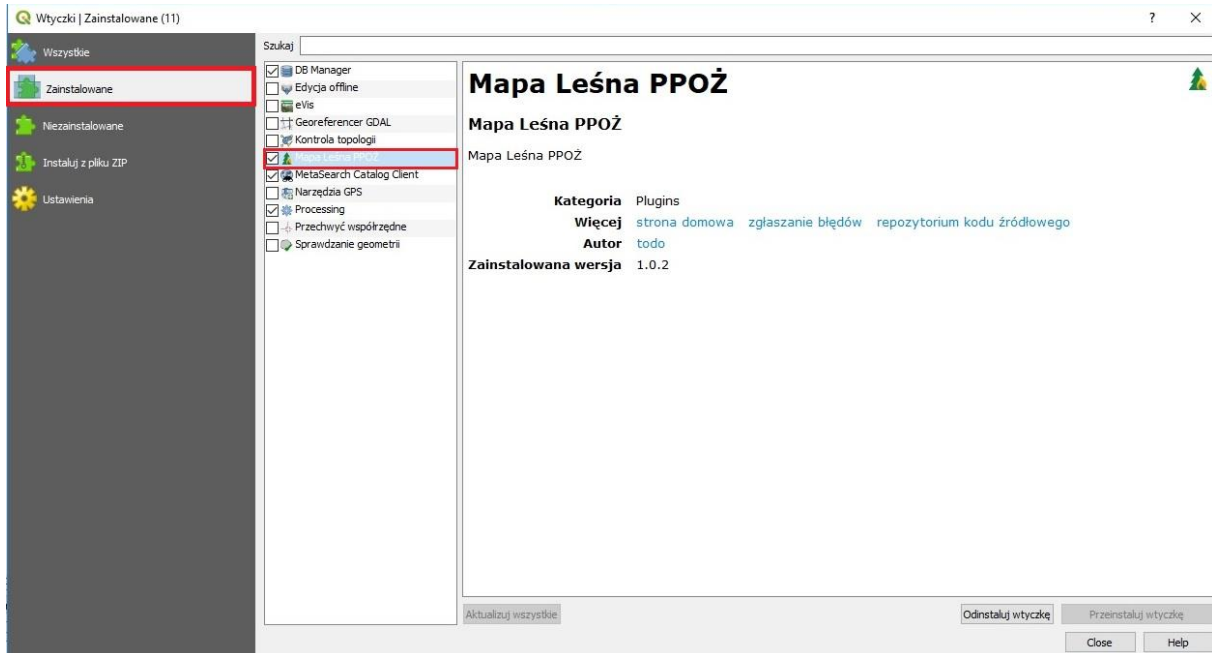 Wtyczki | Zainstalowane (11)
? X
Wszystkie
Zainstalowane
Niezainstalowane
Instaluj z pliku ZIP
Ustawienia
Szukaj
DB Manager
Edycja offline
eVis
Georeferencer GDAL
Kontrola topologii
Mapa Leśna PPOŻ
MetaSearch Catalog Client
Narzędzia GPS
Processing
Przechwyć współrzędne
Sprawdzanie geometrii
Mapa Leśna PPOŻ
Mapa Leśna PPOŻ
Mapa Leśna PPOŻ
Kategoria Plugins
Więcej strona domowa zgłaszanie błędów repozytorium kodu źródłowego
Autor todo
Zainstalowana wersja 1.0.2
Aktualizuj wszystkie
Odinstaluj wtyczkę
Przeinstaluj wtyczkę
Close
Help